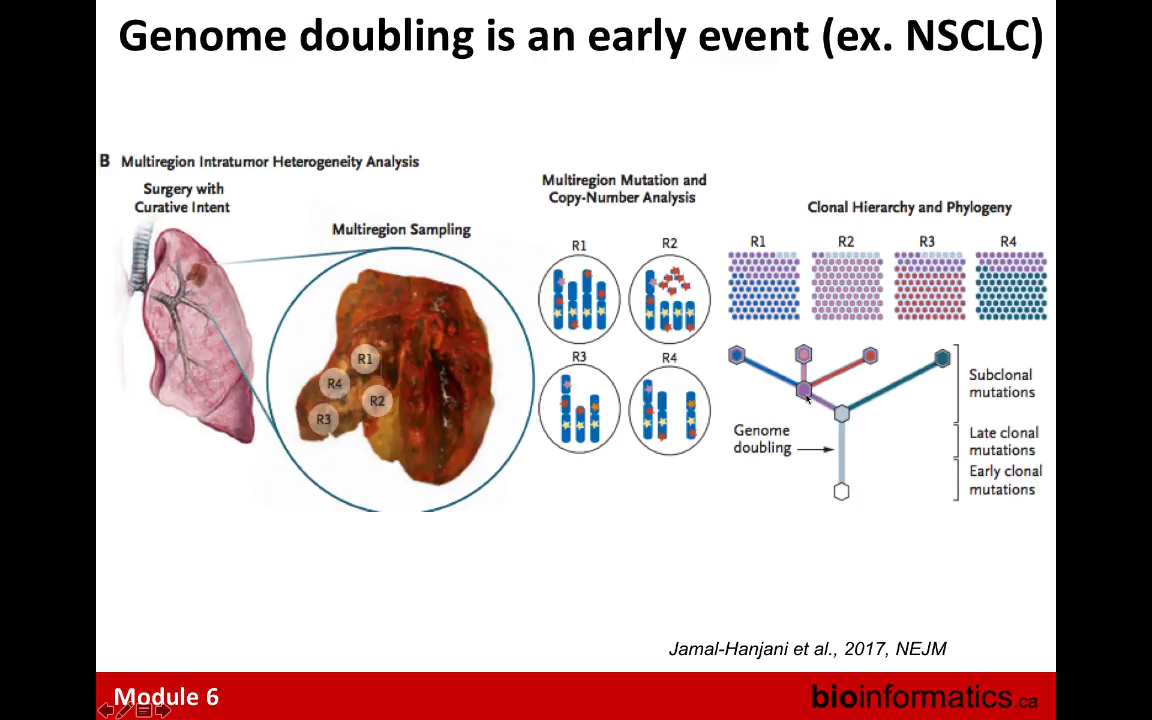 Genome doubling is an early event (ex. NSCLC)
B Multiregion Intratumor Heterogeneity Analysis
Surgery with
Curative Intent
Multiregion Sampling
R1
R4
R2
R3
Multiregion Mutation and
Copy-Number Analysis
R1 R2
R3 R4
Clonal Hierarchy and Phylogeny
R1 R2 R3 R4
Genome
doubling
Subclonal
mutations
Late clonal
mutations
Early clonal
mutations
Jamal-Hanjani et al., 2017, NEJM
Module 6
bioinformatics.ca